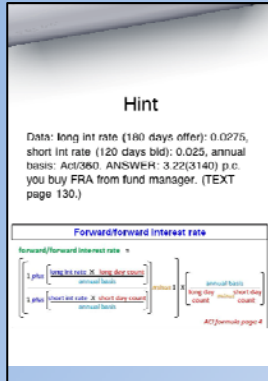 Hint
Data: long int rate (180 days offer): 0.0275,
short int rate (120 days bid): 0.025, annual
basis: Act/360. ANSWER: 3.22(3140) p.c.
you buy FRA from fund manager. (TEXT
page 130.)
Forward/forward interest rate
forward/forward interest rate =
1 plus long int rate X long day count
annual basis
minus 1 X annual basis
long day count minus short day count
1 plus short int rate X short day count
annual basis
ACI formula page 4